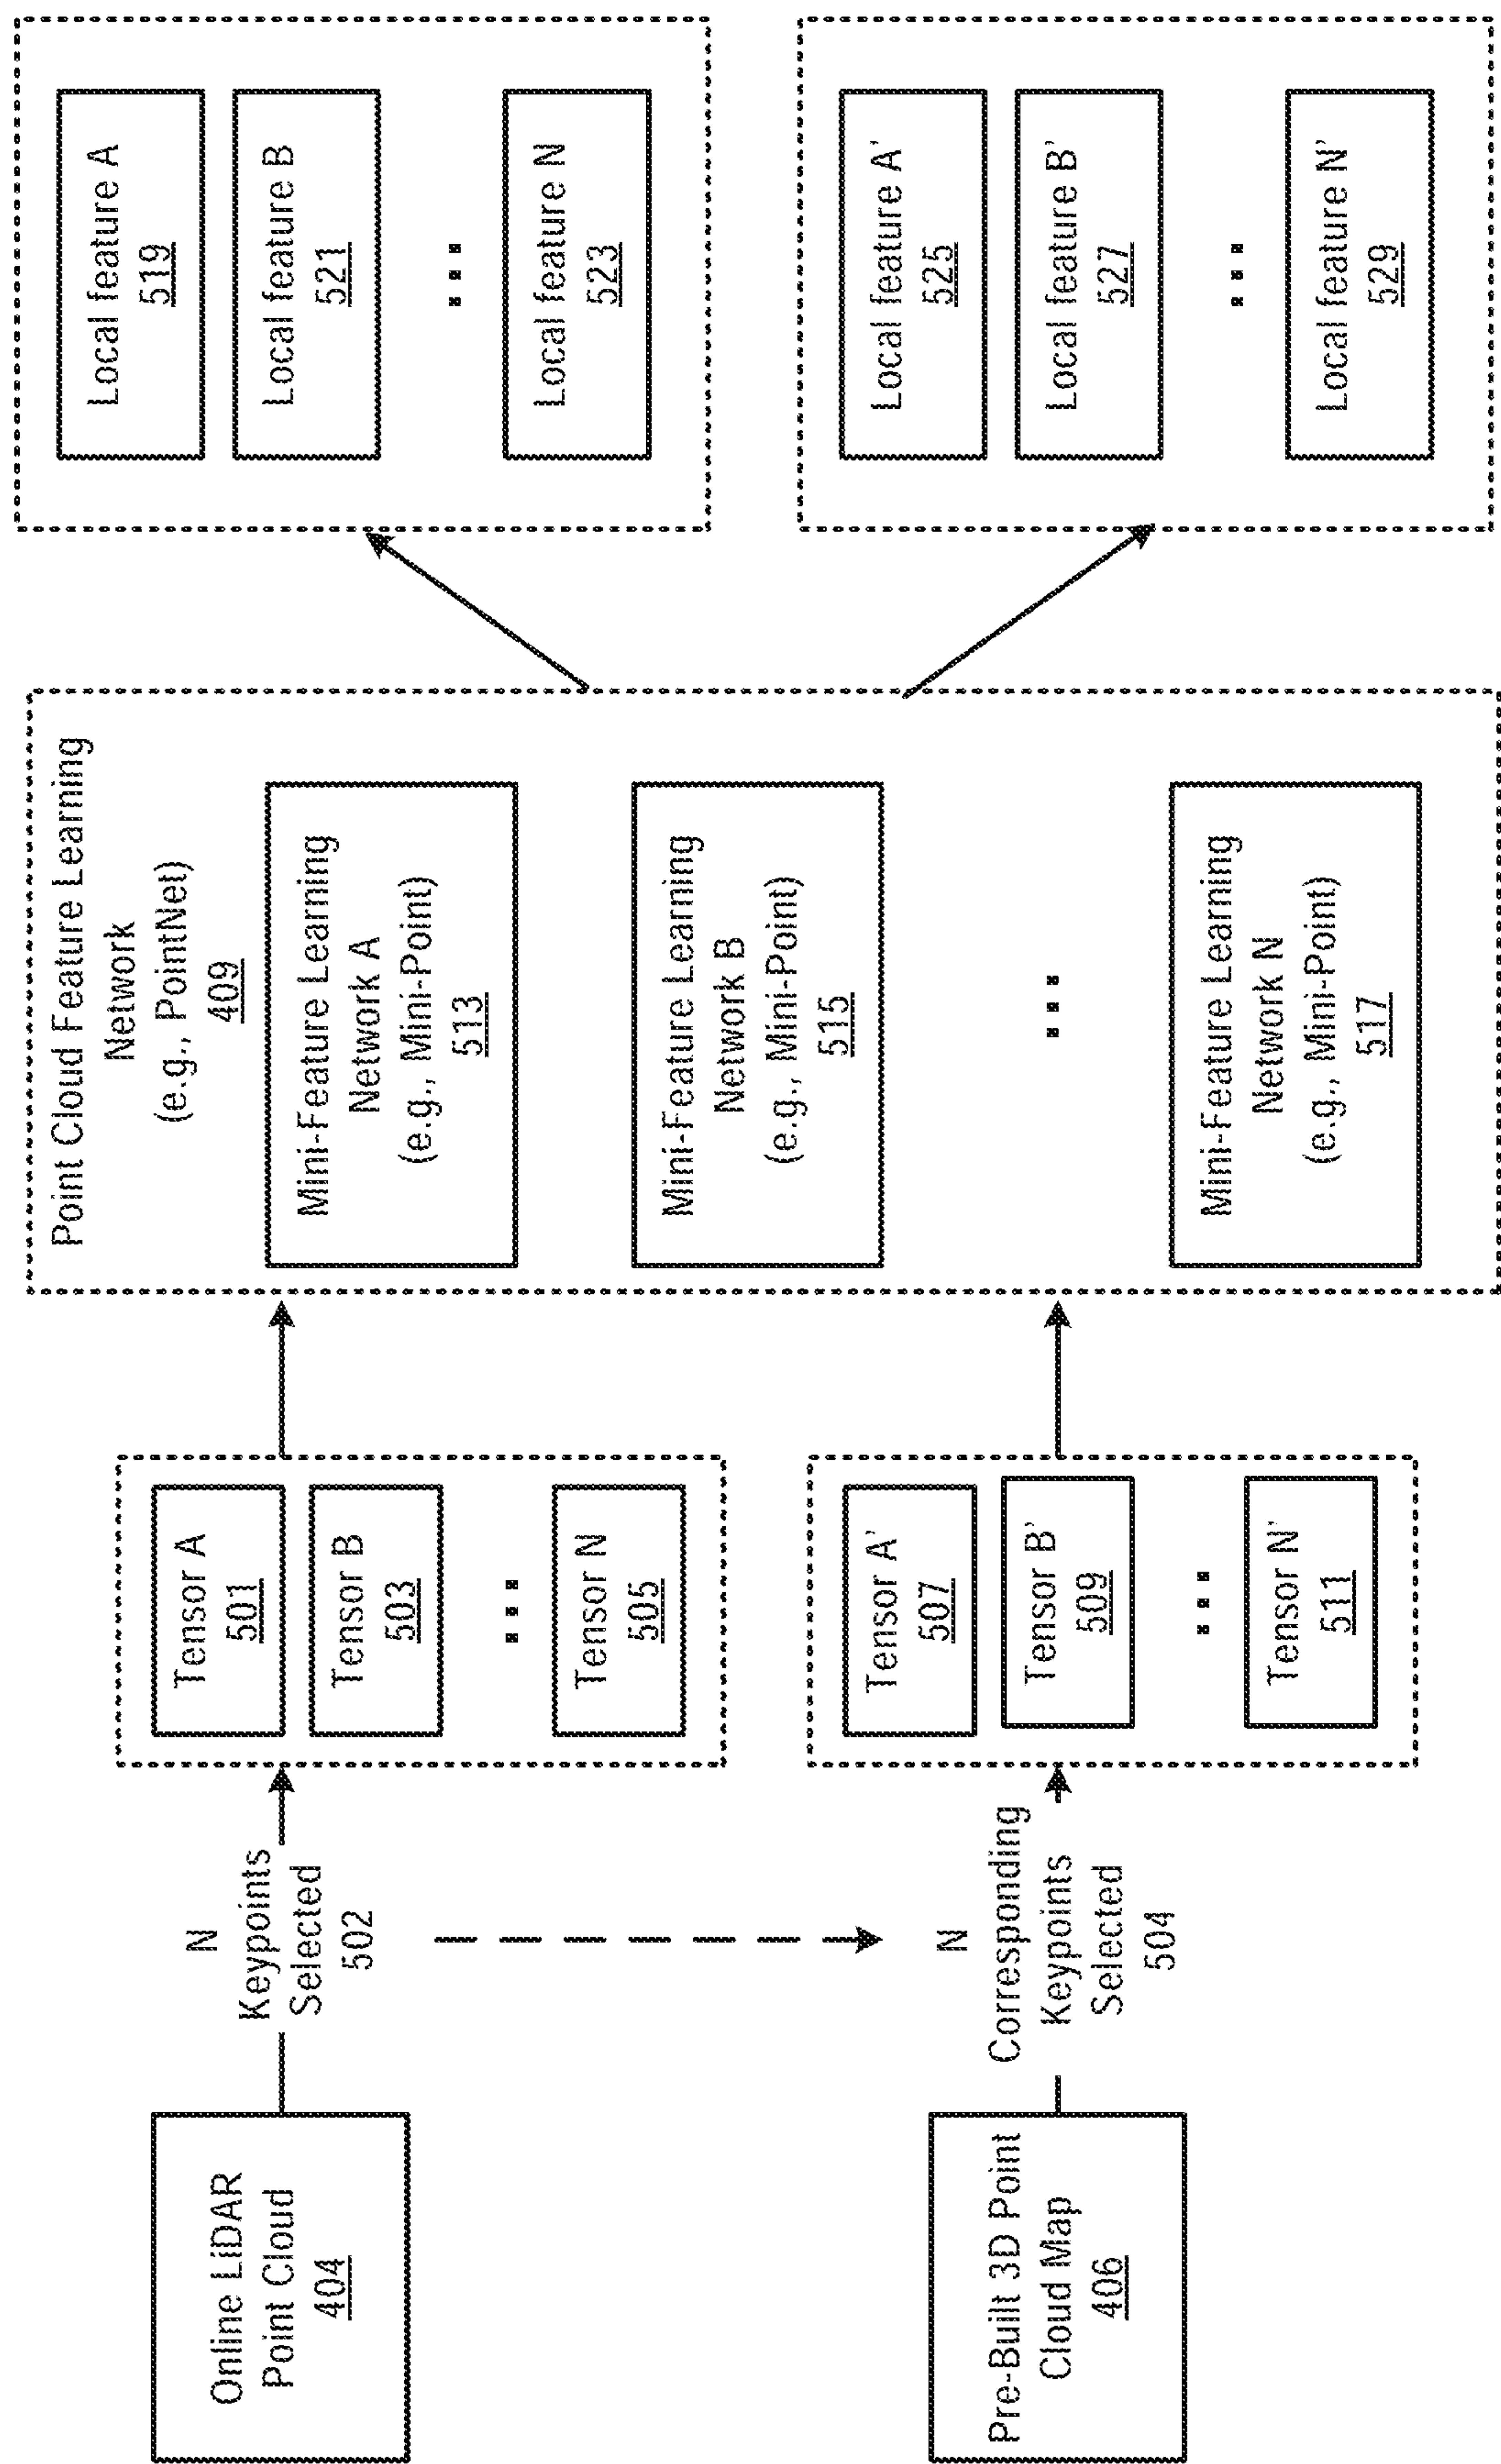 Online LiDAR
Point Cloud
404
N
Keypoints
Selected
502
Tensor A
501
Tensor B
503
...
Tensor N
505
Pre-Built 3D Point
Cloud Map
406
N
Corresponding
Keypoints
Selected
504
Tensor A'
507
Tensor B'
509
...
Tensor N'
511
Point Cloud Feature Learning
Network
(e.g., PointNet)
409
Mini-Feature Learning
Network A
(e.g., Mini-Point)
513
Mini-Feature Learning
Network B
(e.g., Mini-Point)
515
...
Mini-Feature Learning
Network N
(e.g., Mini-Point)
517
Local feature A
519
Local feature B
521
...
Local feature N
523
Local feature A'
525
Local feature B'
527
...
Local feature N'
529